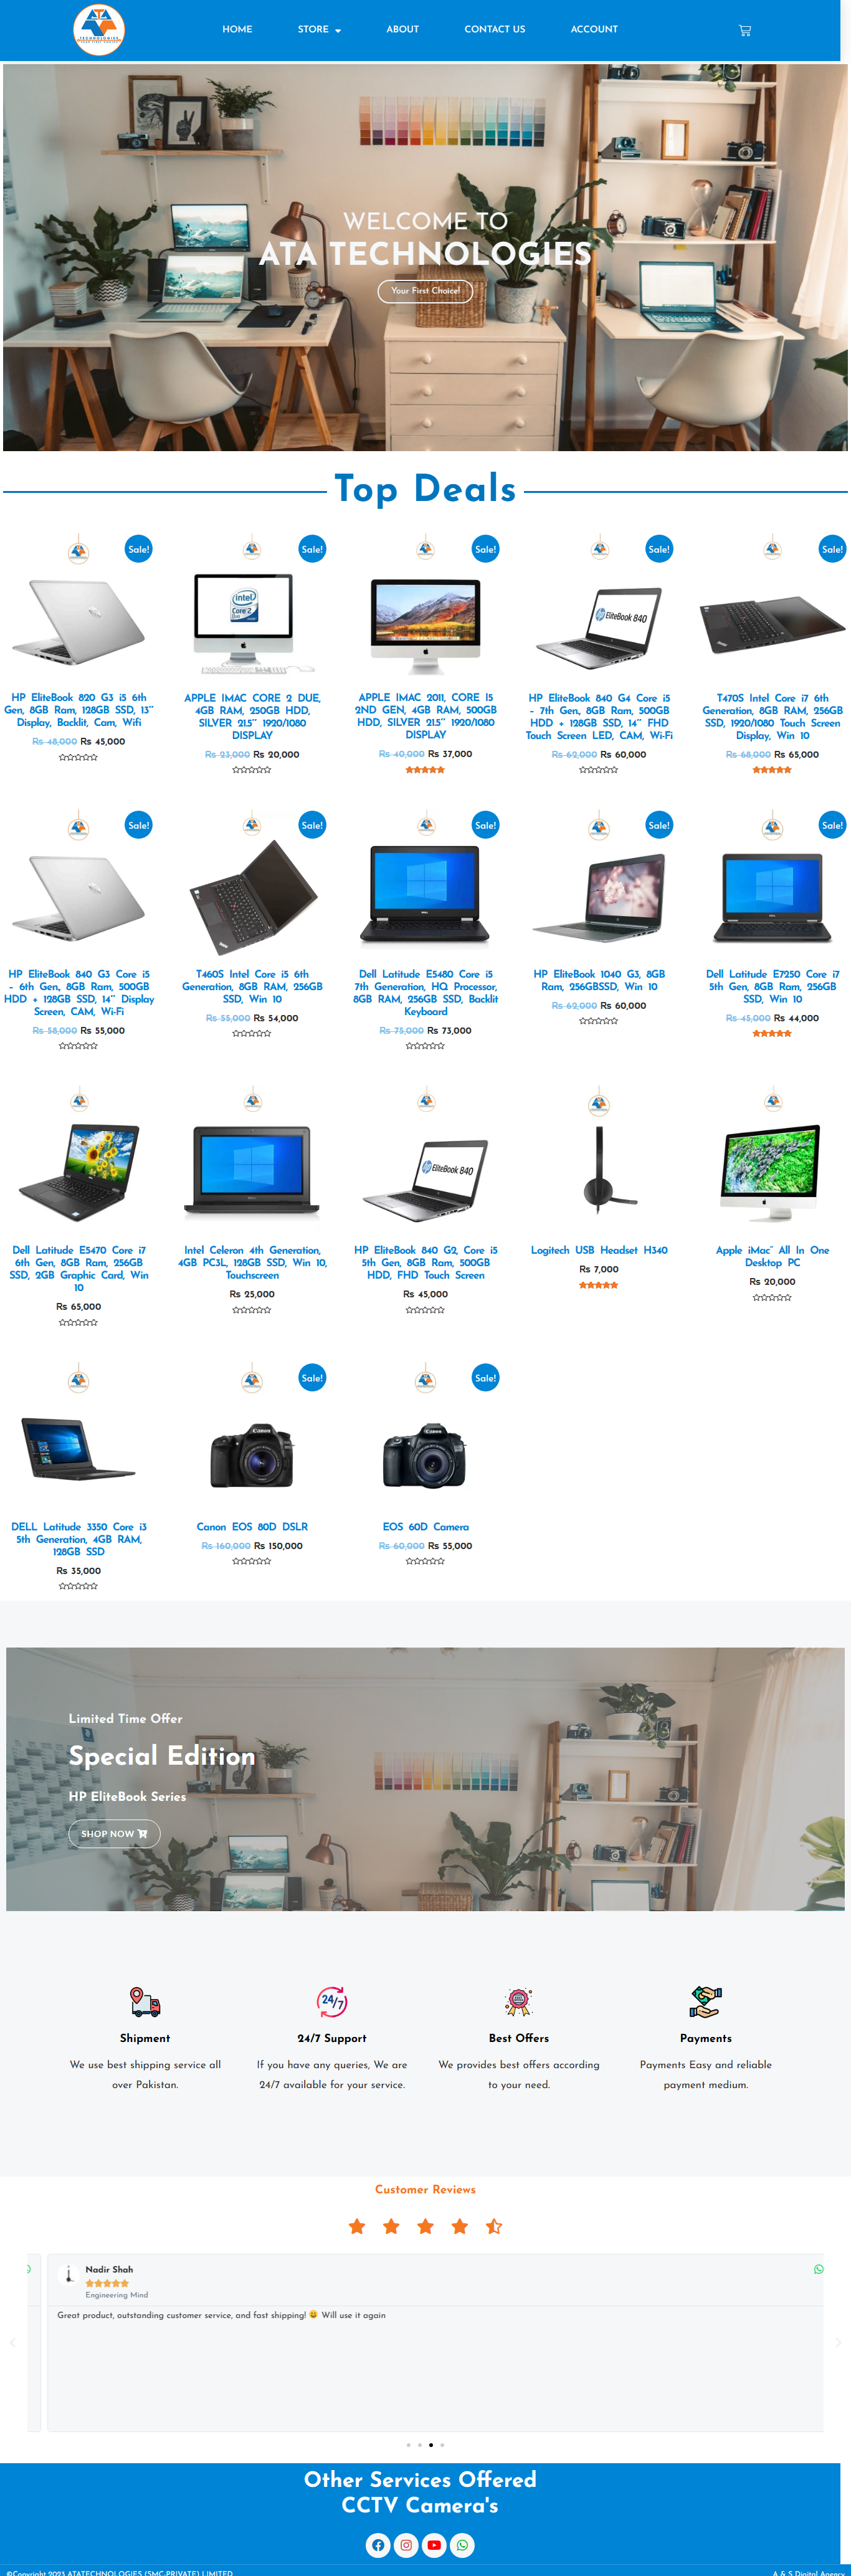 HOME STORE ABOUT CONTACT US ACCOUNT
WELCOME TO
ATA TECHNOLOGIES
Your First Choice!
Top Deals
Sale! Sale! Sale! Sale! Sale!
HP EliteBook 820 G3 i5 6th
Gen, 8GB Ram, 128GB SSD, 13″
Display, Backlit, Cam, Wifi
₨ 48,000 ₨ 45,000
APPLE IMAC CORE 2 DUE,
4GB RAM, 250GB HDD,
SILVER 21.5″ 1920/1080
DISPLAY
₨ 23,000 ₨ 20,000
APPLE IMAC 2011, CORE I5
2ND GEN, 4GB RAM, 500GB
HDD, SILVER 21.5″ 1920/1080
DISPLAY
₨ 40,000 ₨ 37,000
HP EliteBook 840 G4 Core i5
– 7th Gen., 8GB Ram, 500GB
HDD + 128GB SSD, 14″ FHD
Touch Screen LED, CAM, Wi-Fi
₨ 62,000 ₨ 60,000
T470S Intel Core i7 6th
Generation, 8GB RAM, 256GB
SSD, 1920/1080 Touch Screen
Display, Win 10
₨ 68,000 ₨ 65,000
Sale! Sale! Sale! Sale! Sale!
HP EliteBook 840 G3 Core i5
– 6th Gen., 8GB Ram, 500GB
HDD + 128GB SSD, 14″ Display
Screen, CAM, Wi-Fi
₨ 58,000 ₨ 55,000
T460S Intel Core i5 6th
Generation, 8GB RAM, 256GB
SSD, Win 10
₨ 55,000 ₨ 54,000
Dell Latitude E5480 Core i5
7th Generation, HQ Processor,
8GB RAM, 256GB SSD, Backlit
Keyboard
₨ 75,000 ₨ 73,000
HP EliteBook 1040 G3, 8GB
Ram, 256GBSSD, Win 10
₨ 62,000 ₨ 60,000
Dell Latitude E7250 Core i7
5th Gen, 8GB Ram, 256GB
SSD, Win 10
₨ 45,000 ₨ 44,000
Dell Latitude E5470 Core i7
6th Gen, 8GB Ram, 256GB
SSD, 2GB Graphic Card, Win
10
₨ 65,000
Intel Celeron 4th Generation,
4GB PC3L, 128GB SSD, Win 10,
Touchscreen
₨ 25,000
HP EliteBook 840 G2, Core i5
5th Gen, 8GB Ram, 500GB
HDD, FHD Touch Screen
₨ 45,000
Logitech USB Headset H340
₨ 7,000
Apple iMac" All In One
Desktop PC
₨ 20,000
Sale! Sale!
DELL Latitude 3350 Core i3
5th Generation, 4GB RAM,
128GB SSD
₨ 35,000
Canon EOS 80D DSLR
₨ 160,000 ₨ 150,000
EOS 60D Camera
₨ 60,000 ₨ 55,000
Limited Time Offer
Special Edition
HP EliteBook Series
SHOP NOW
24/7
Shipment
We use best shipping service all
over Pakistan.
24/7 Support
If you have any queries, We are
24/7 available for your service.
Best Offers
We provides best offers according
to your need.
Payments
Payments Easy and reliable
payment medium.
Customer Reviews
Nadir Shah
Engineering Mind
Great product, outstanding customer service, and fast shipping! 😀 Will use it again
Other Services Offered
CCTV Camera's
©Copyright 2023 ATATECHNOLOGIES (SMC-PRIVATE) LIMITED
A & S Digital Agency